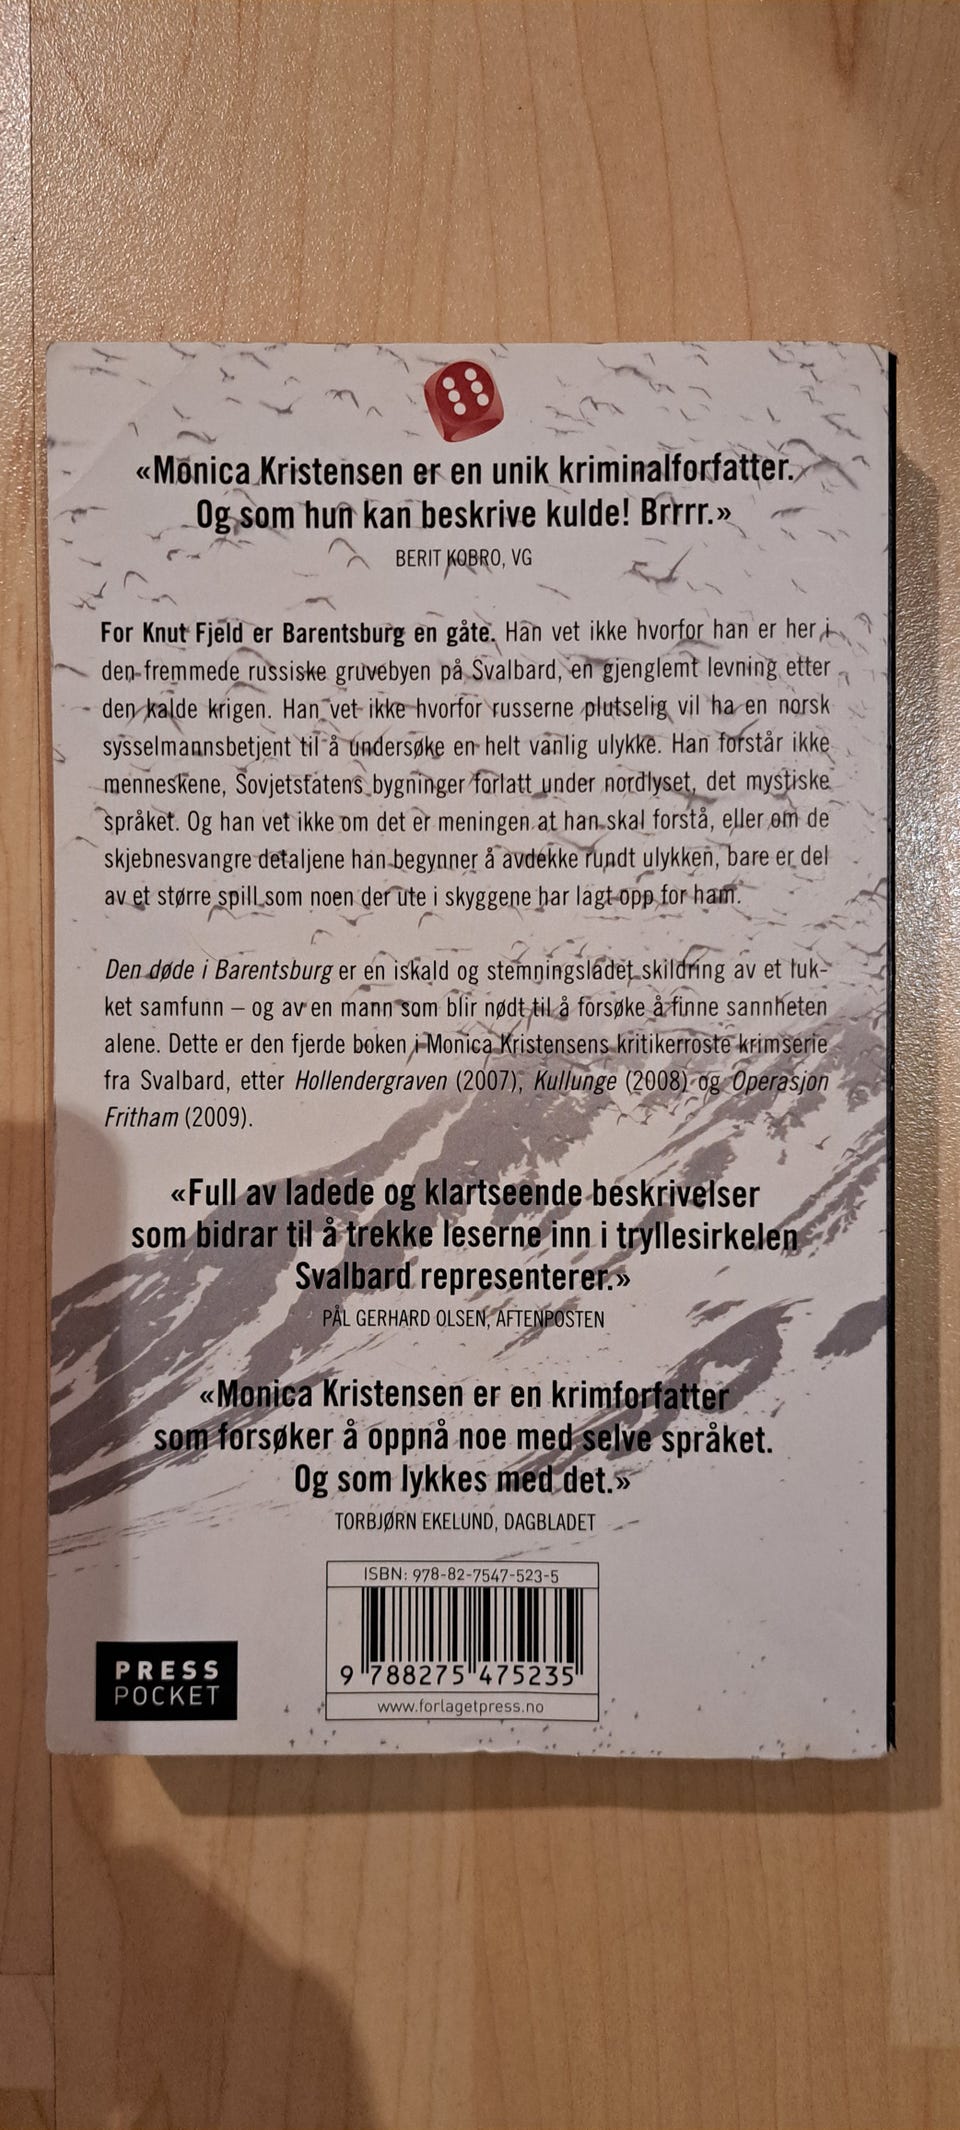 «Monica Kristensen er en unik kriminalforfatter.
Og som hun kan beskrive kulde! Brrrr.»
BERIT KOBRO, VG
For Knut Fjeld er Barentsburg en gåte. Han vet ikke hvorfor han er her i
den fremmede russiske gruvebyen på Svalbard, en gjenglemt levning etter
den kalde krigen. Han vet ikke hvorfor russerne plutselig vil ha en norsk
sysselmannsbetjent til å undersøke en helt vanlig ulykke. Han forstår ikke
menneskene, Sovjetstatens bygninger forlatt under nordlyset, det mystiske
språket. Og han vet ikke om det er meningen at han skal forstå, eller om de
skjebnesvangre detaljene han begynner å avdekke rundt ulykken, bare er del
av et større spill som noen der ute i skyggene har lagt opp for ham.
Den døde i Barentsburg er en iskald og stemningsladet skildring av et luk-
ket samfunn – og av en mann som blir nødt til å forsøke å finne sannheten
alene. Dette er den fjerde boken i Monica Kristensens kritikerroste krimserie
fra Svalbard, etter Hollendergraven (2007), Kullunge (2008) og Operasjon
Fritham (2009).
«Full av ladede og klartseende beskrivelser
som bidrar til å trekke leserne inn i tryllesirkelen
Svalbard representerer.»
PÅL GERHARD OLSEN, AFTENPOSTEN
«Monica Kristensen er en krimforfatter
som forsøker å oppnå noe med selve språket.
Og som lykkes med det.»
TORBJØRN EKELUND, DAGBLADET
ISBN: 978-82-7547-523-5
9 788275 475235
www.forlagetpress.no
PRESS
POCKET